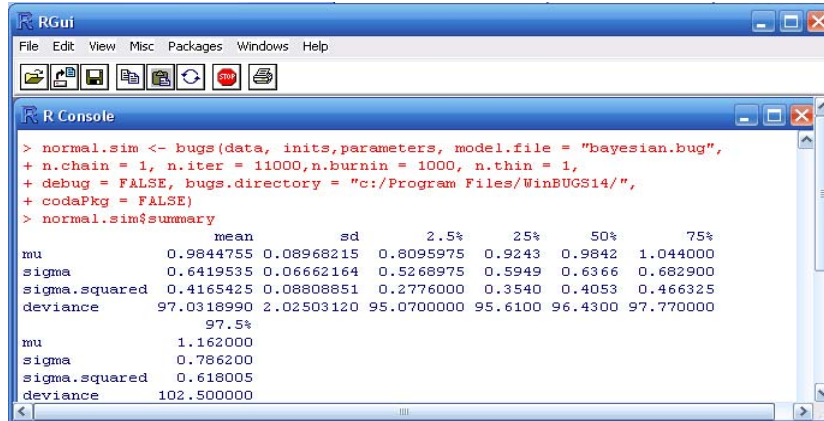 RGui
File Edit View Misc Packages Windows Help
STOP
R Console
> normal.sim <- bugs(data, inits,parameters, model.file = "bayesian.bug",
+ n.chain = 1, n.iter = 11000,n.burnin = 1000, n.thin = 1,
+ debug = FALSE, bugs.directory = "c:/Program Files/WinBUGS14/",
+ codaPkg = FALSE)
> normal.sim$summary
mean sd 2.5% 25% 50% 75%
mu 0.9844755 0.08968215 0.8095975 0.9243 0.9842 1.044000
sigma 0.6419535 0.06662164 0.5268975 0.5949 0.6366 0.682900
sigma.squared 0.4165425 0.08808851 0.2776000 0.3540 0.4053 0.466325
deviance 97.0318990 2.02503120 95.0700000 95.6100 96.4300 97.770000
97.5%
mu 1.162000
sigma 0.786200
sigma.squared 0.618005
deviance 102.500000